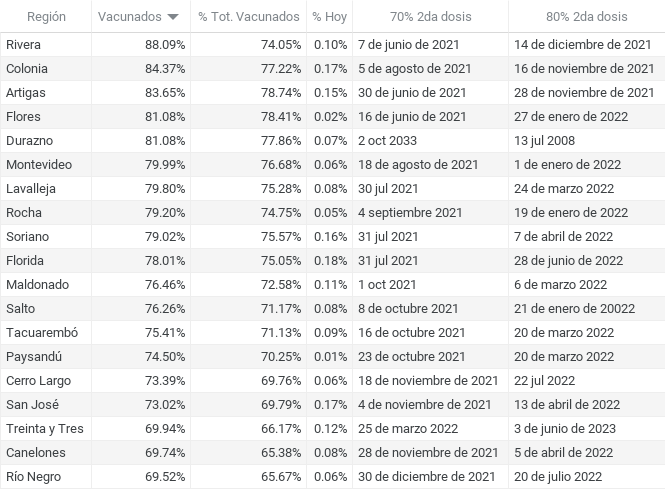 Región Vacunados % Tot. Vacunados % Hoy 70% 2da dosis 80% 2da dosis
Rivera 88.09% 74.05% 0.10% 7 de junio de 2021 14 de diciembre de 2021
Colonia 84.37% 77.22% 0.17% 5 de agosto de 2021 16 de noviembre de 2021
Artigas 83.65% 78.74% 0.15% 30 de junio de 2021 28 de noviembre de 2021
Flores 81.08% 78.41% 0.02% 16 de junio de 2021 27 de enero de 2022
Durazno 81.08% 77.86% 0.07% 2 oct 2033 13 jul 2008
Montevideo 79.99% 76.68% 0.06% 18 de agosto de 2021 1 de enero de 2022
Lavalleja 79.80% 75.28% 0.08% 30 jul 2021 24 de marzo 2022
Rocha 79.20% 74.75% 0.05% 4 septiembre 2021 19 de enero de 2022
Soriano 79.02% 75.57% 0.16% 31 jul 2021 7 de abril de 2022
Florida 78.01% 75.05% 0.18% 31 jul 2021 28 de junio de 2022
Maldonado 76.46% 72.58% 0.11% 1 oct 2021 6 de marzo de 2022
Salto 76.26% 71.17% 0.08% 8 de octubre de 2021 21 de enero de 20022
Tacuarembó 75.41% 71.13% 0.09% 16 de octubre de 2021 20 de marzo de 2022
Paysandú 74.50% 70.25% 0.01% 23 de octubre de 2021 20 de marzo de 2022
Cerro Largo 73.39% 69.76% 0.06% 18 de noviembre de 2021 22 jul 2022
San José 73.02% 69.79% 0.17% 4 de noviembre de 2021 13 de abril de 2022
Treinta y Tres 69.94% 66.17% 0.12% 25 de marzo 2022 3 de junio de 2023
Canelones 69.74% 65.38% 0.08% 28 de noviembre de 2021 5 de abril de 2022
Río Negro 69.52% 65.67% 0.06% 30 de diciembre de 2021 20 de julio 2022